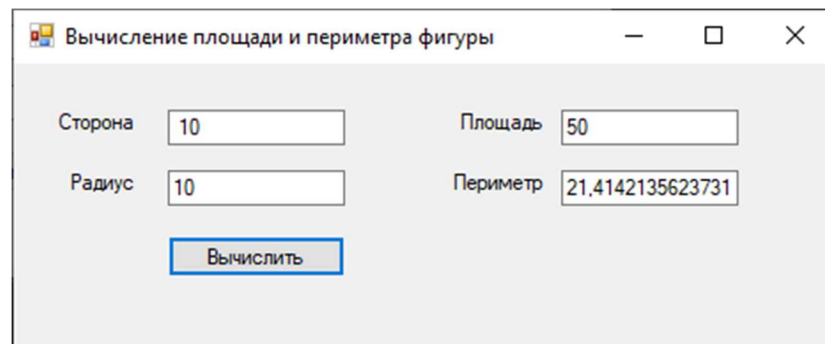 Вычисление площади и периметра фигуры
Сторона 10 Площадь 50
Радиус 10 Периметр 21,4142135623731
Вычислить